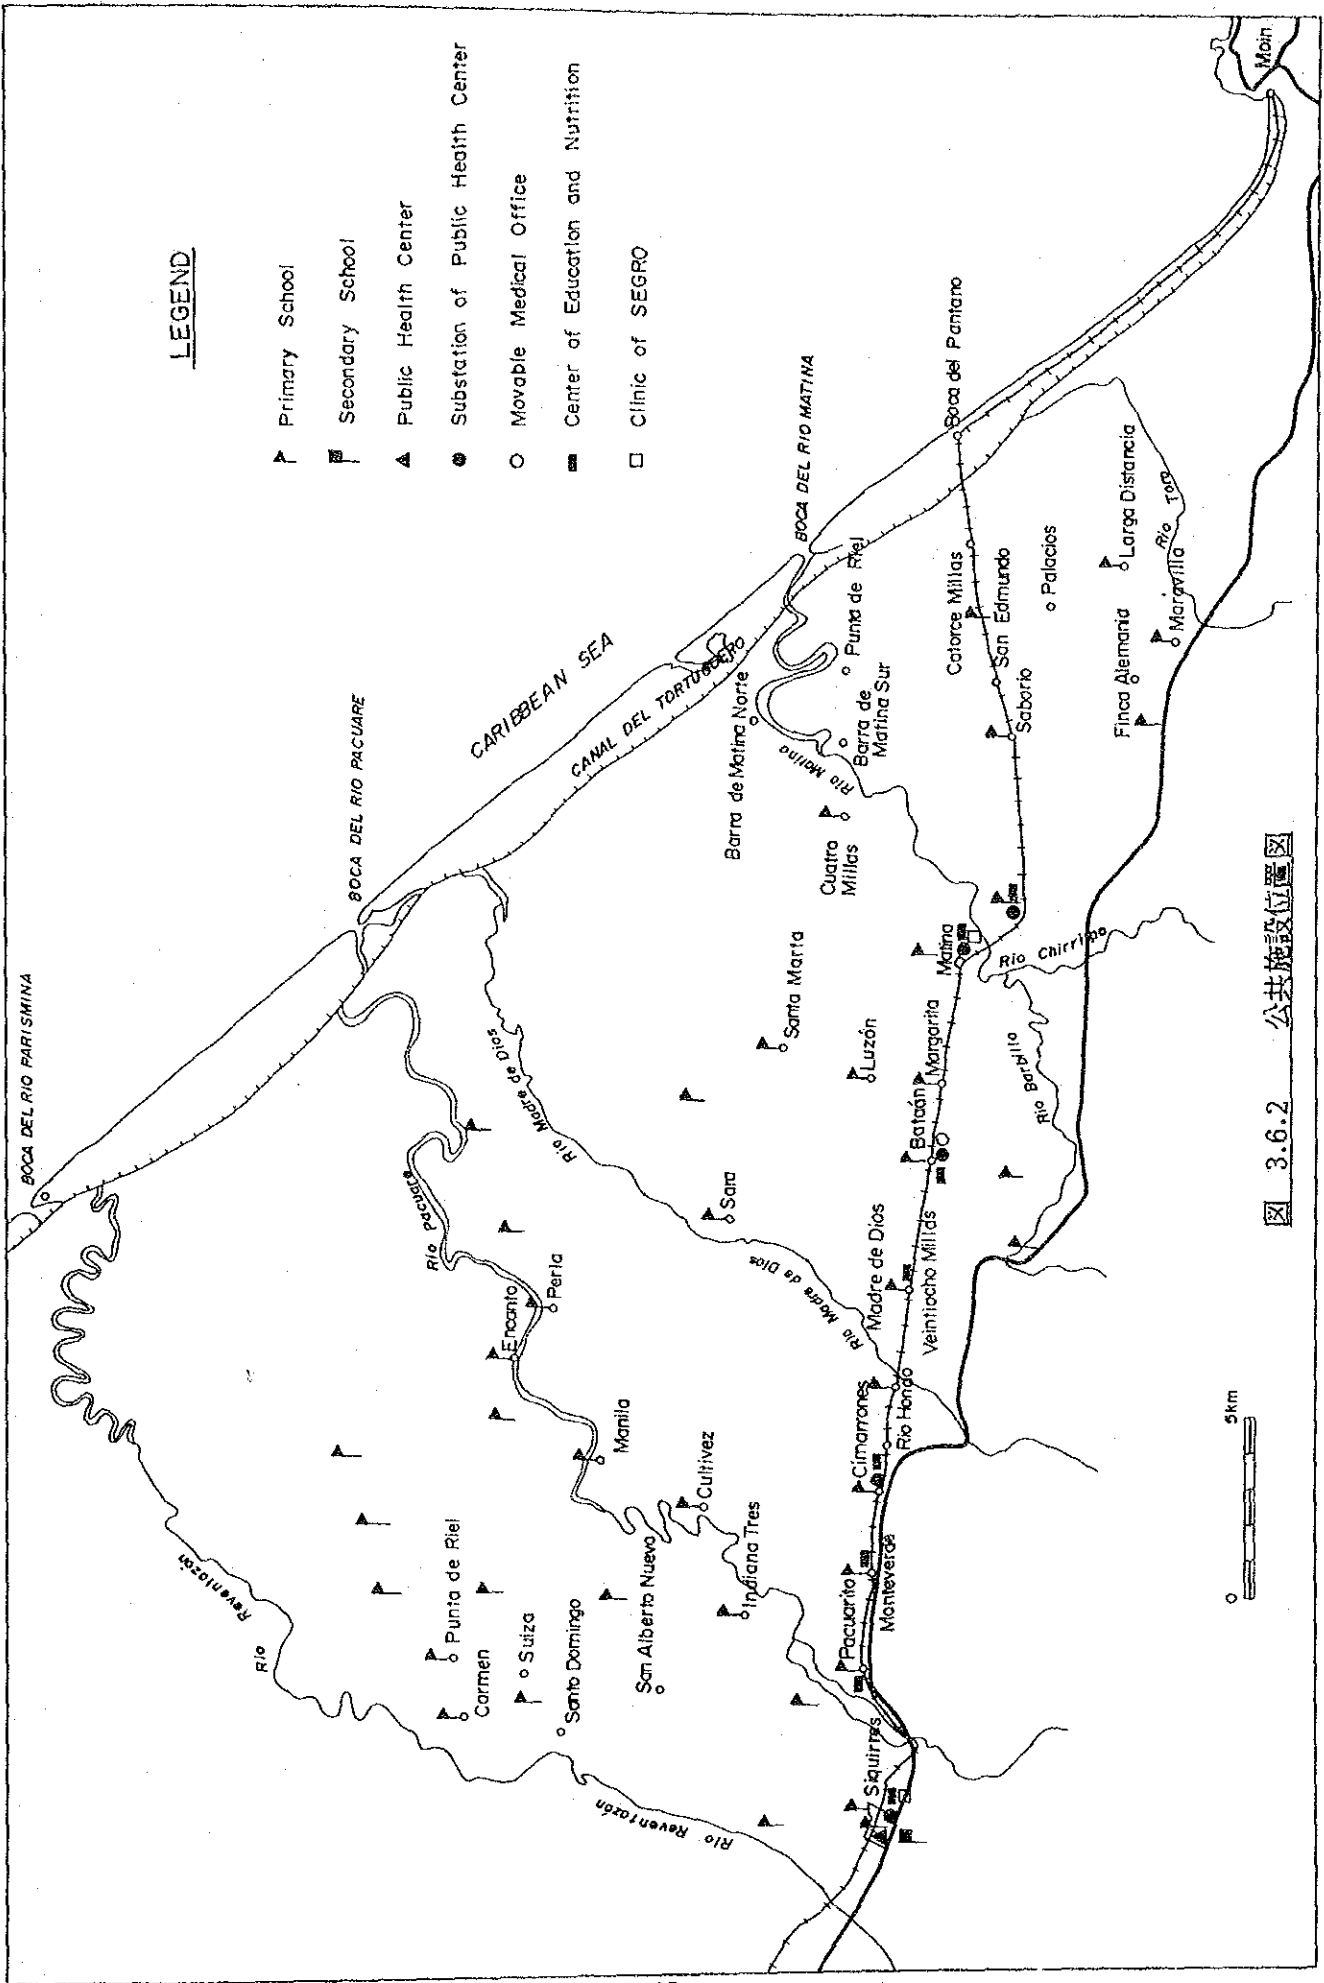 LEGEND
Primary School
Secondary School
Public Health Center
Substation of Public Health Center
Movable Medical Office
Center of Education and Nutrition
Clinic of SEGRO
BOCA DEL RIO PARISMINA
BOCA DEL RIO PACUARE
CARIBBEAN SEA
CANAL DEL TORTUGUERO
BOCA DEL RIO MATINA
Boca del Pantano
Moin
Río Reventazón
Río Pacuare
Río Madre de Dios
Punta de Riel
Carmen
Suiza
Santo Domingo
San Alberto Nuevo
Río Reventazón
Encanto
Perla
Manila
Cultivez
Indiana Tres
Sara
Santa Marta
Luzón
Río Madre de Dios
Río Madre de Dios
Barra de Matina Norte
Punta de Riel
Barra de
Matina Sur
Río Matina
Cuatro
Millas
Catorce Millas
San Edmundo
Saborio
Palacios
Larga Distancia
Río Toro
Maravilla
Finca Alemania
Siquirres
Pacuarito
Monteverde
Cimarrones
Río Hondo
Madre de Dios
Veintiocho Millas
Bataán
Margarita
Matina
Río Chirripo
Río Barbilla
0
5km
図 3.6.2 公共施設位置図